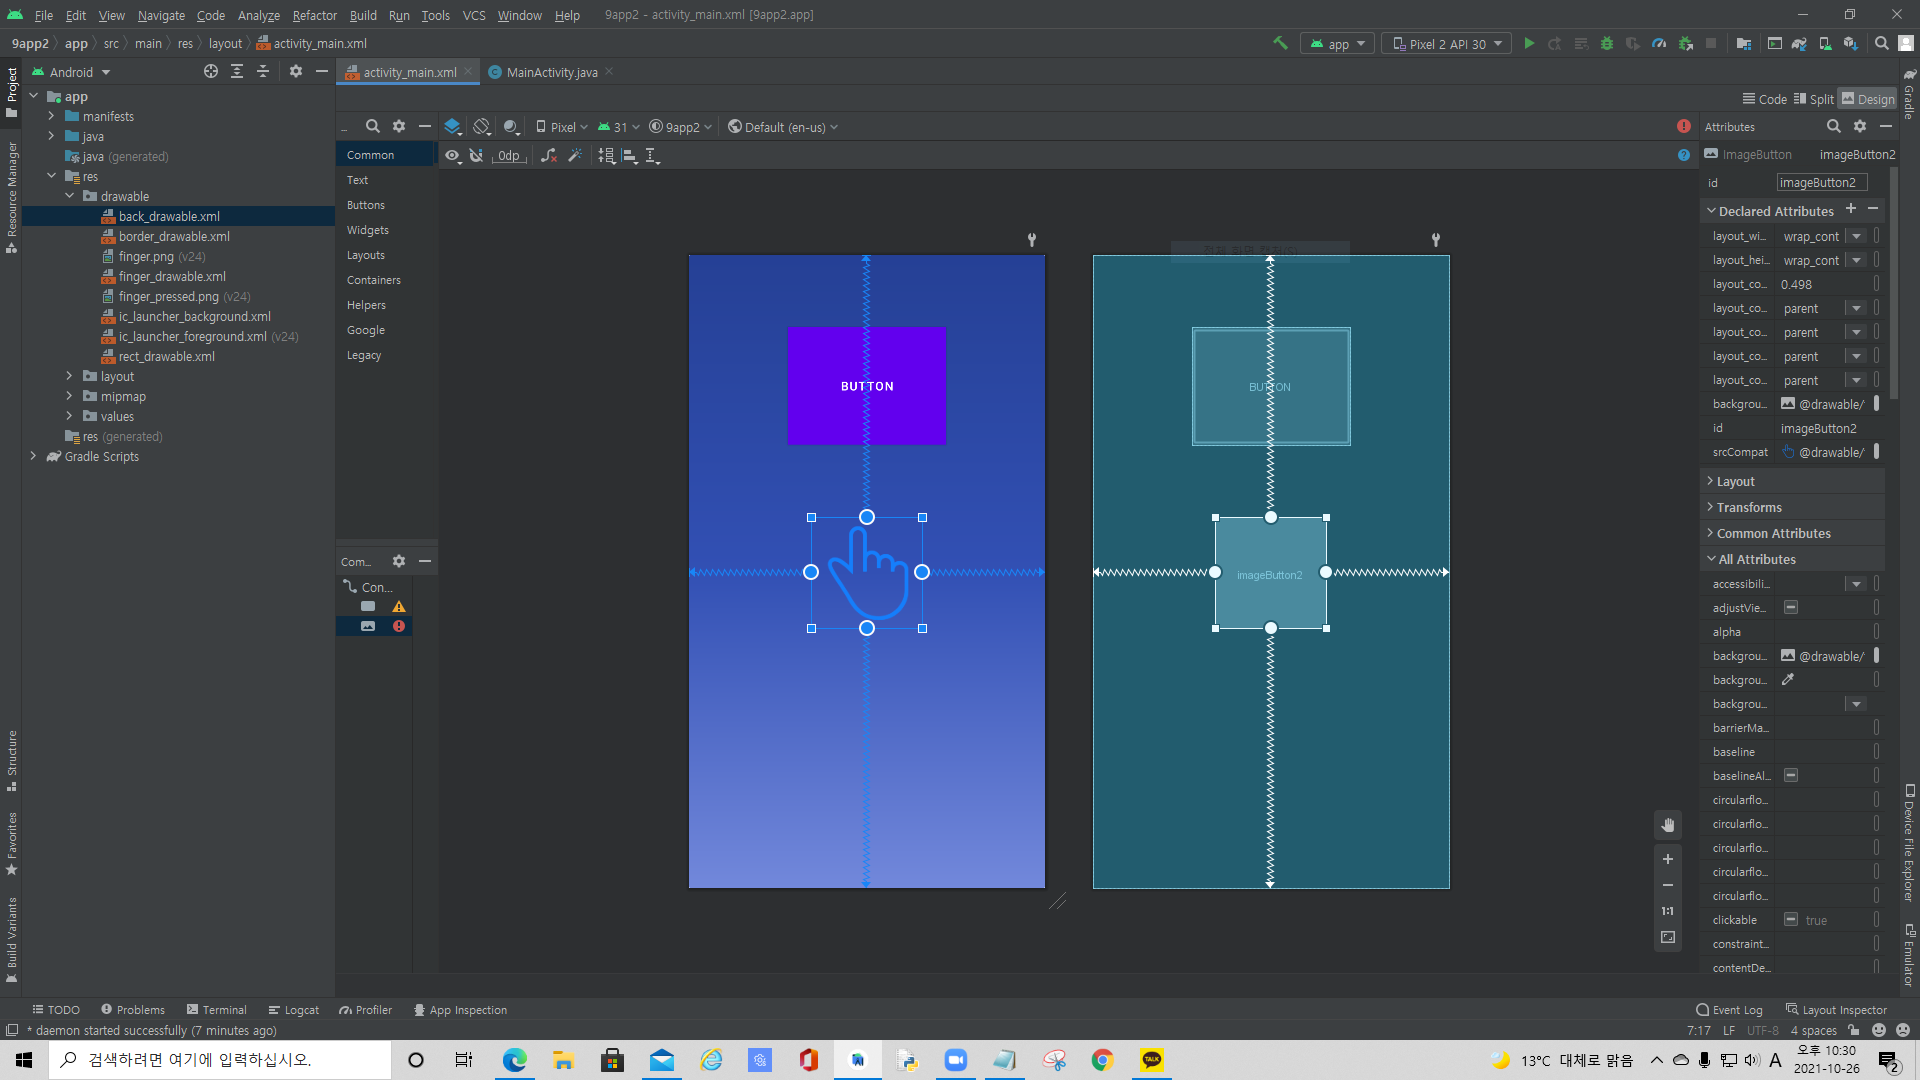 File Edit View Navigate Code Analyze Refactor Build Run Tools VCS Window Help 9app2 - activity_main.xml [9app2.app]
9app2 app src main res layout activity_main.xml
app Pixel 2 API 30
Android
activity_main.xml MainActivity.java
Code Split Design
Project
Resource Manager
Structure
Favorites
Build Variants
app
manifests
java
java (generated)
res
drawable
back_drawable.xml
border_drawable.xml
finger.png (v24)
finger_drawable.xml
finger_pressed.png (v24)
ic_launcher_background.xml
ic_launcher_foreground.xml (v24)
rect_drawable.xml
layout
mipmap
values
res (generated)
Gradle Scripts
...
Pixel 31 9app2 Default (en-us)
0dp
Common
Text
Buttons
Widgets
Layouts
Containers
Helpers
Google
Legacy
Com...
Con...
BUTTON
BUTTON
imageButton2
1:1
Attributes
ImageButton imageButton2
id imageButton2
Declared Attributes
layout_wi... wrap_cont
layout_hei... wrap_cont
layout_co... 0.498
layout_co... parent
layout_co... parent
layout_co... parent
layout_co... parent
backgrou... @drawable/
id imageButton2
srcCompat @drawable/
Layout
Transforms
Common Attributes
All Attributes
accessibili...
adjustVie...
alpha
backgrou... @drawable/
backgrou...
backgrou...
barrierMa...
baseline
baselineAl...
circularflo...
circularflo...
circularflo...
circularflo...
circularflo...
clickable true
constraint...
contentDe...
Gradle
Device File Explorer
Emulator
TODO Problems Terminal Logcat Profiler App Inspection Event Log Layout Inspector
* daemon started successfully (7 minutes ago) 7:17 LF UTF-8 4 spaces
검색하려면 여기에 입력하십시오.
TALK
13°C 대체로 맑음 A 오후 10:30
2021-10-26
2